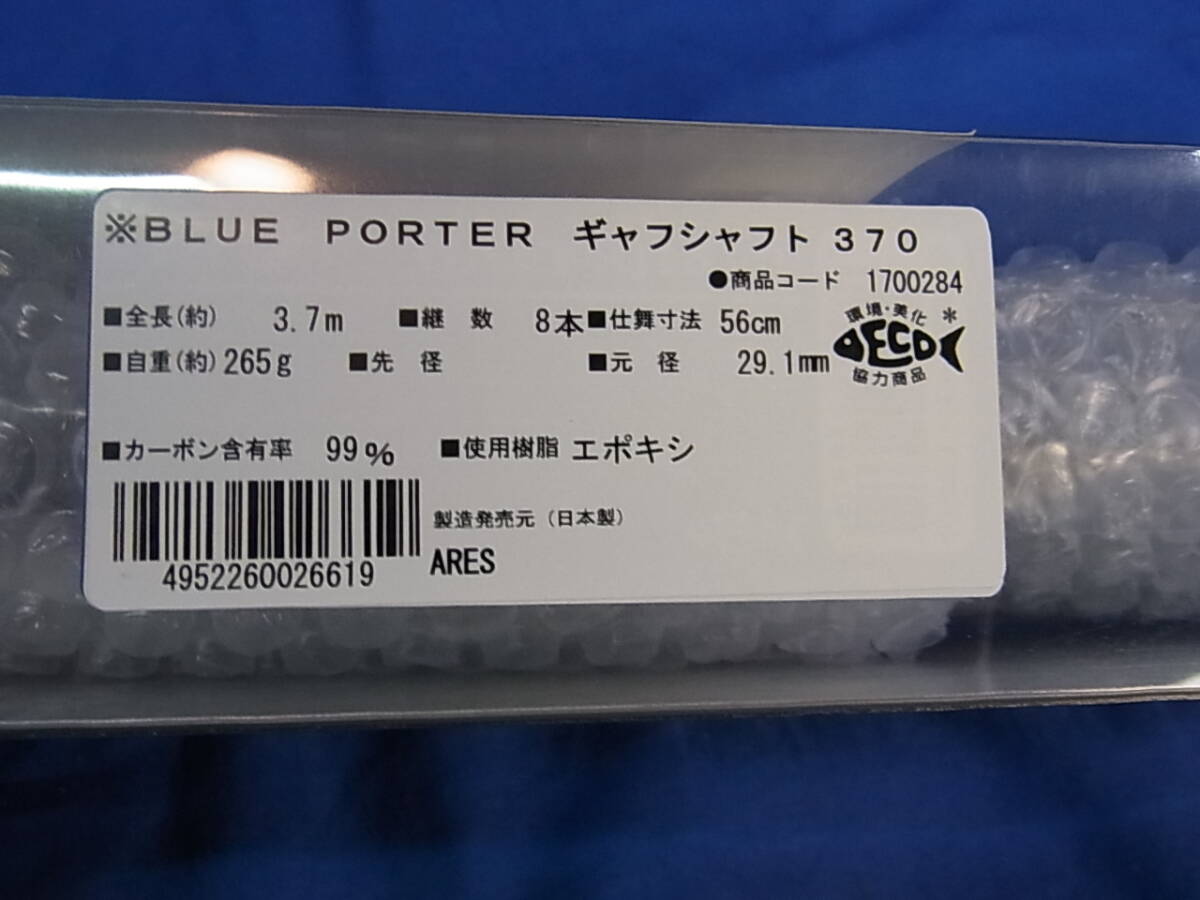 ※BLUE PORTER ギャフシャフト 370
●商品コード 1700284
■全長(約) 3.7m ■継 数 8本 ■仕舞寸法 56cm
■自重(約) 265g ■先 径 ■元 径 29.1mm
環境・美化 *
DECO
協力商品
■カーボン含有率 99% ■使用樹脂 エポキシ
製造発売元（日本製）
ARES
4952260026619